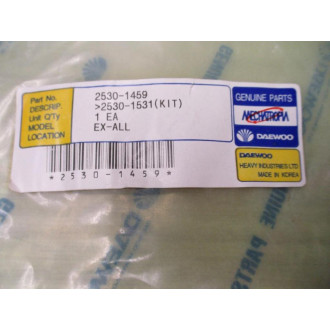 Part No. 2530-1459
DESCRIP. >2530-1531(KIT)
Unit Q'ty 1 EA
MODEL EX-ALL
LOCATION
*2530-1459*
GENUINE PARTS
MECHATOPIA
DAEWOO
DAEWOO
HEAVY INDUSTRIES LTD
MADE IN KOREA